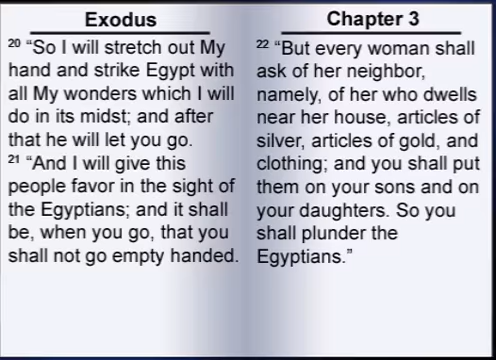 Exodus
20 “So I will stretch out My
hand and strike Egypt with
all My wonders which I will
do in its midst; and after
that he will let you go.
21 “And I will give this
people favor in the sight of
the Egyptians; and it shall
be, when you go, that you
shall not go empty handed.
Chapter 3
22 “But every woman shall
ask of her neighbor,
namely, of her who dwells
near her house, articles of
silver, articles of gold, and
clothing; and you shall put
them on your sons and on
your daughters. So you
shall plunder the
Egyptians.”